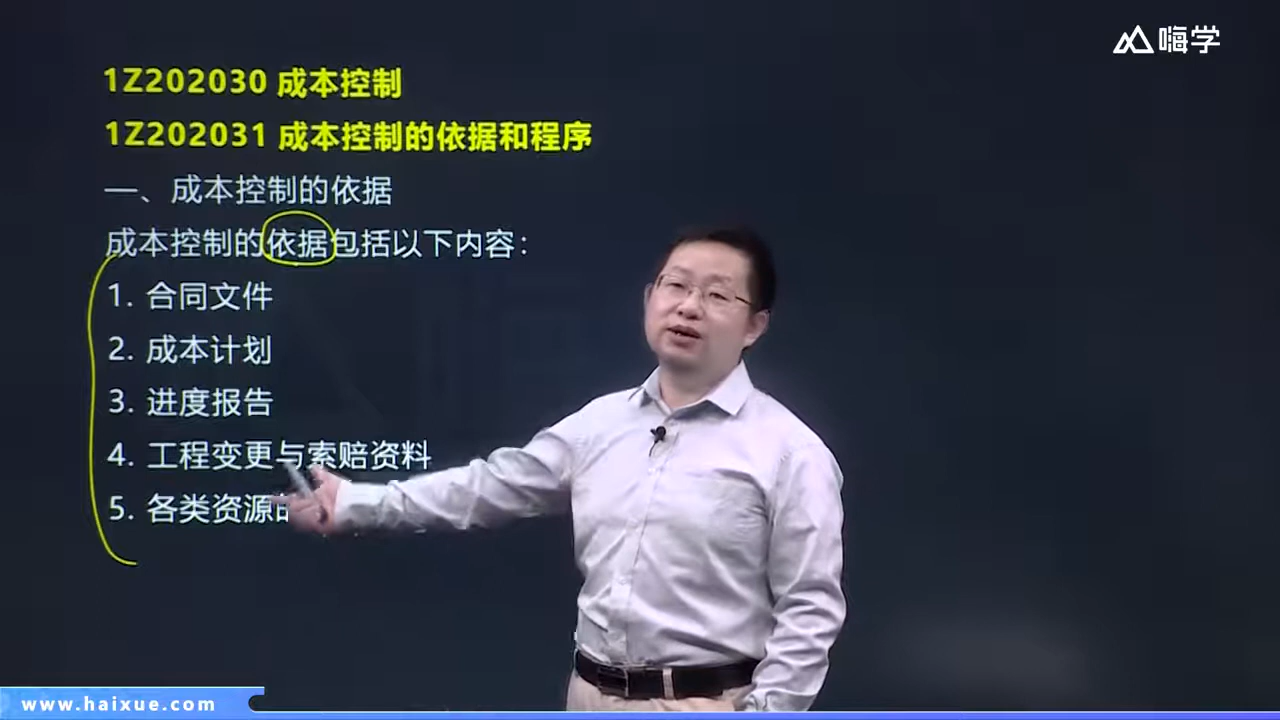 嗨学
1Z202030 成本控制
1Z202031 成本控制的依据和程序
一、成本控制的依据
成本控制的依据包括以下内容：
1. 合同文件
2. 成本计划
3. 进度报告
4. 工程变更与索赔资料
5. 各类资源
www.haixue.com